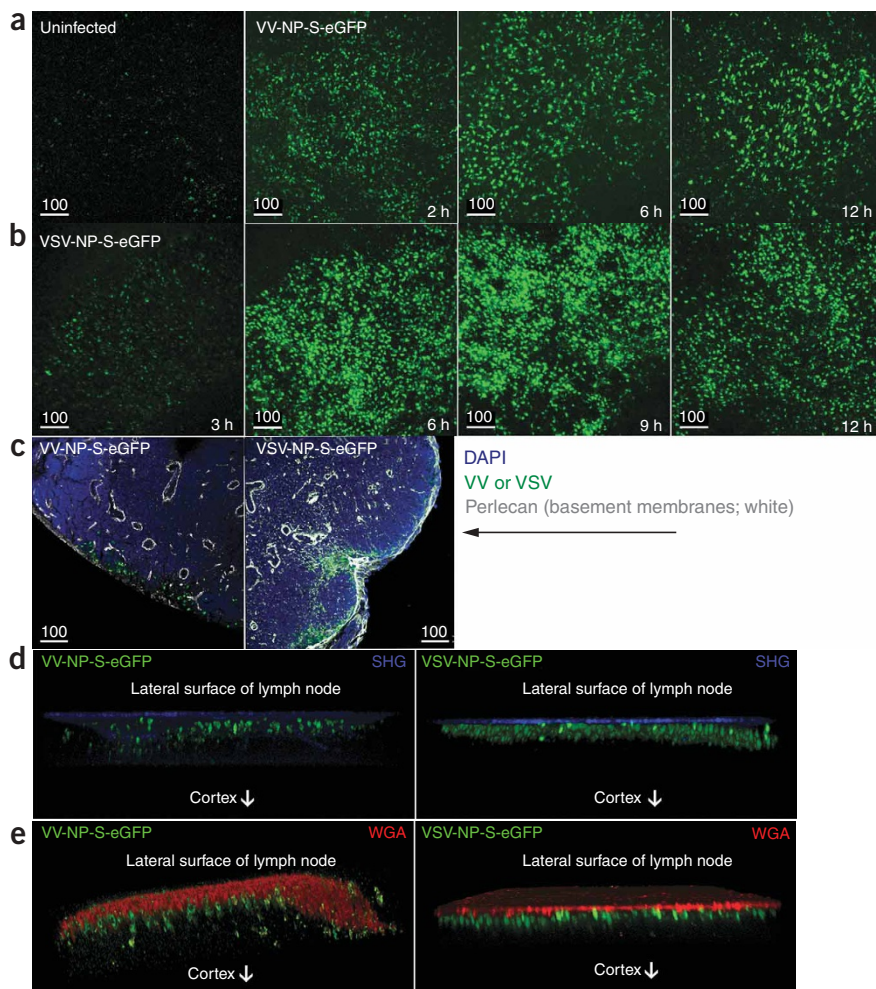 a
Uninfected
VV-NP-S-eGFP
100
100
2 h
100
6 h
100
12 h
b
VSV-NP-S-eGFP
100
3 h
100
6 h
100
9 h
100
12 h
c
VV-NP-S-eGFP
VSV-NP-S-eGFP
DAPI
VV or VSV
Perlecan (basement membranes; white)
100
100
d
VV-NP-S-eGFP
SHG
Lateral surface of lymph node
Cortex
VSV-NP-S-eGFP
SHG
Lateral surface of lymph node
Cortex
e
VV-NP-S-eGFP
WGA
Lateral surface of lymph node
Cortex
VSV-NP-S-eGFP
WGA
Lateral surface of lymph node
Cortex